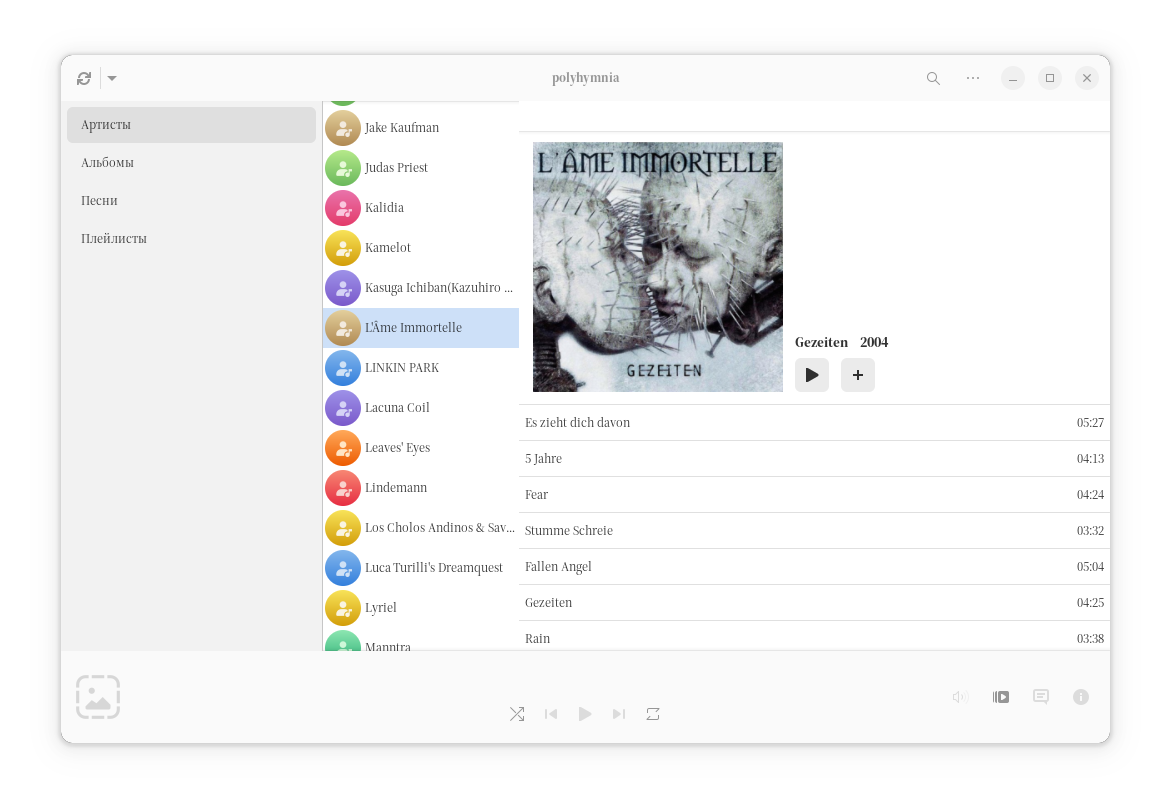 polyhymnia
Артисты
Альбомы
Песни
Плейлисты
Jake Kaufman
Judas Priest
Kalidia
Kamelot
Kasuga Ichiban(Kazuhiro ...
L'Âme Immortelle
LINKIN PARK
Lacuna Coil
Leaves' Eyes
Lindemann
Los Cholos Andinos & Sav...
Luca Turilli's Dreamquest
Lyriel
Manntra
L'ÂME IMMORTELLE
GEZEITEN
Gezeiten 2004
Es zieht dich davon 05:27
5 Jahre 04:13
Fear 04:24
Stumme Schreie 03:32
Fallen Angel 05:04
Gezeiten 04:25
Rain 03:38